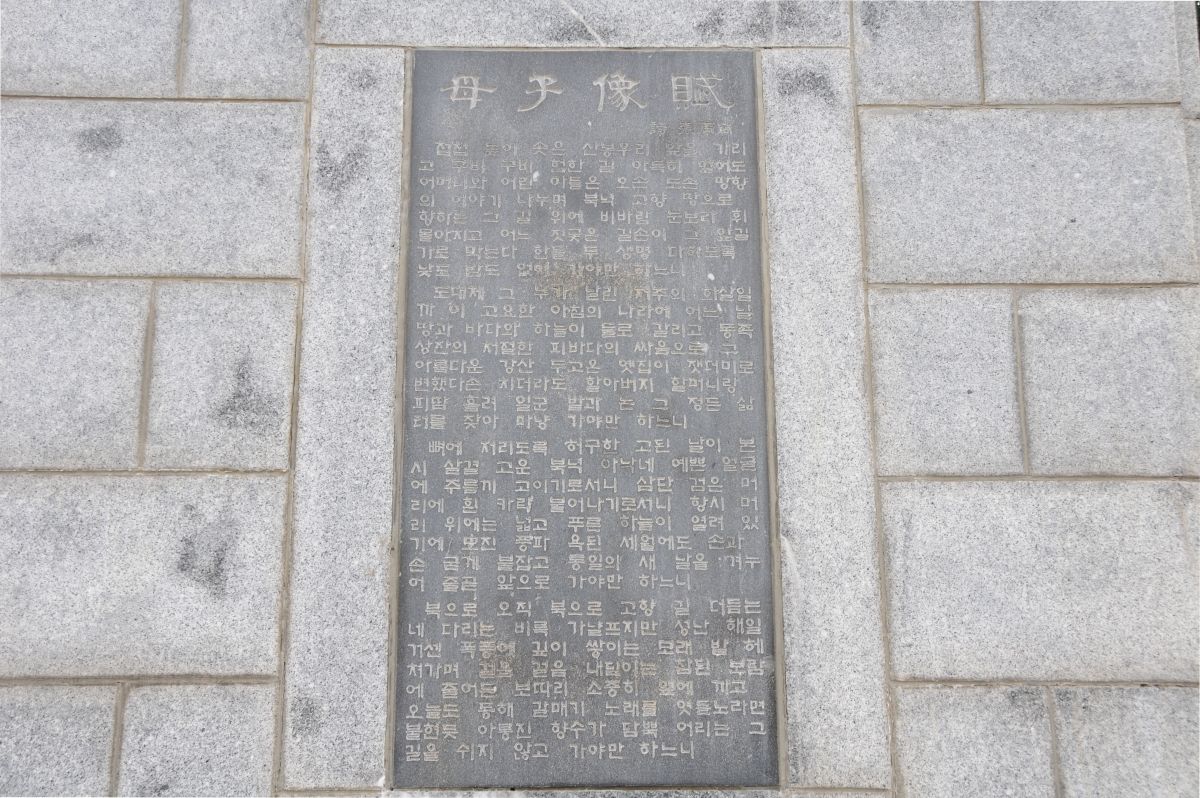 母子像賦
첩첩 높이 솟은 산봉우리 앞을 가리
고 구비 구비 험한 길 아득히 멀어도
어머니와 어린 아들은 오손 도손 망향
의 이야기 나누며 북녘 고향 땅으로
향하는 그 길 위에 비바람 눈보라 휘
몰아지고 어느 짓궂은 길손이 그 앞길
가로 막는다 한들 두 생명 다하도록
낮도 밤도 없이 가야만 하느니
도대체 그 누가 날린 저주의 화살일
까 이 고요한 아침의 나라에 어느 날
땅과 바다와 하늘이 둘로 갈리고 동족
상잔의 처절한 피바다의 싸움으로 그
아름다운 강산 두고온 옛집이 잿더미로
변했다손 치더라도 할아버지 할머니랑
피땀 흘려 일군 밭과 논 그 정든 삶
터를 찾아 마냥 가야만 하느니
뼈에 저리도록 허구한 고된 날이 본
시 살결 고운 북녘 아낙네 예쁜 얼굴
에 주름끼 고이기로서니 삼단 검은 머
리에 흰 카락 불어나기로서니 항시 머
리 위에는 넓고 푸른 하늘이 열려 있
기에 모진 풍파 욕된 세월에도 손과
손 굳게 붙잡고 통일의 새 날을 겨누
어 줄곧 앞으로 가야만 하느니
북으로 오직 북으로 고향 길 더듬는
네 다리는 비록 가냘프지만 성난 해일
거센 폭풍에 깊이 쌓이는 모래 밭 헤
쳐가며 걸음 걸음 내딛이는 참된 보람
에 줄어든 보따리 소중히 옆에 끼고
오늘도 동해 갈매기 노래를 엿듣노라면
불현듯 아롱진 향수가 담뿍 어리는 그
길을 쉬지 않고 가야만 하느니